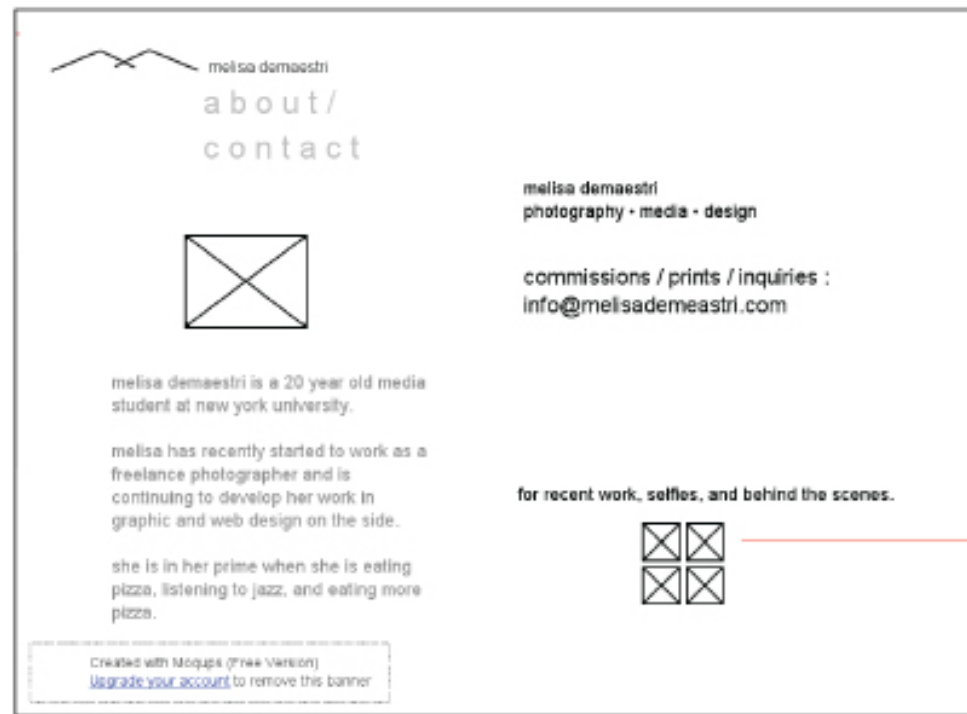 melisa demaestri
about/
contact
melisa demaestri
photography • media • design
commissions / prints / inquiries :
info@melisademeastri.com
melisa demaestri is a 20 year old media
student at new york university.
melisa has recently started to work as a
freelance photographer and is
continuing to develop her work in
graphic and web design on the side.
she is in her prime when she is eating
pizza, listening to jazz, and eating more
pizza.
for recent work, selfies, and behind the scenes.
Created with Moqups (Free Version)
Upgrade your account to remove this banner